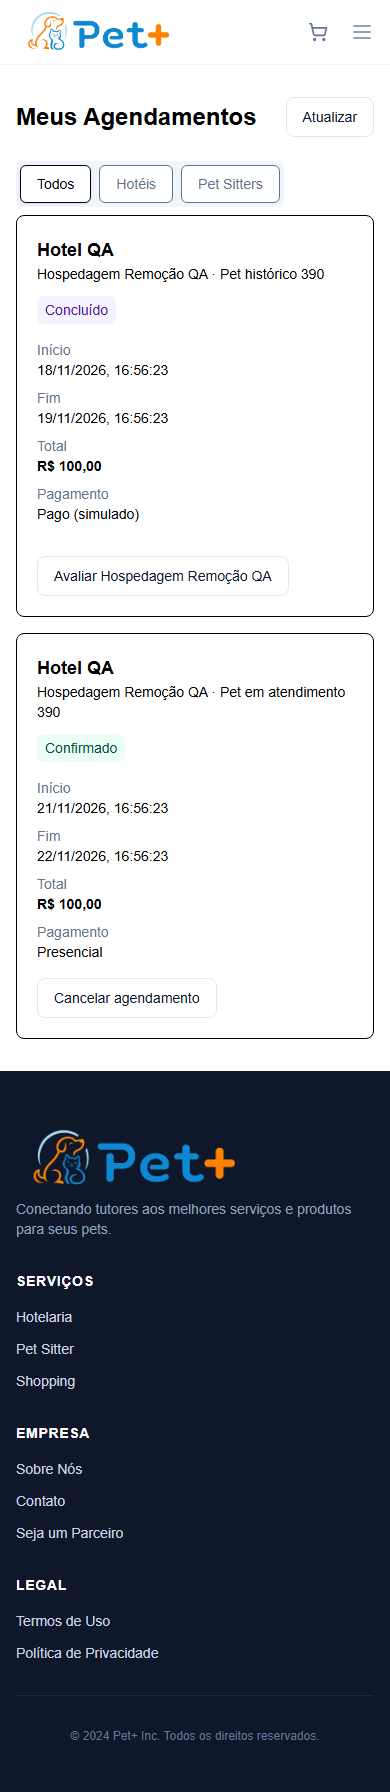 Pet+
Meus Agendamentos
Atualizar
Todos
Hotéis
Pet Sitters
Hotel QA
Hospedagem Remoção QA · Pet histórico 390
Concluído
Início
18/11/2026, 16:56:23
Fim
19/11/2026, 16:56:23
Total
R$ 100,00
Pagamento
Pago (simulado)
Avaliar Hospedagem Remoção QA
Hotel QA
Hospedagem Remoção QA · Pet em atendimento
390
Confirmado
Início
21/11/2026, 16:56:23
Fim
22/11/2026, 16:56:23
Total
R$ 100,00
Pagamento
Presencial
Cancelar agendamento
Pet+
Conectando tutores aos melhores serviços e produtos
para seus pets.
SERVIÇOS
Hotelaria
Pet Sitter
Shopping
EMPRESA
Sobre Nós
Contato
Seja um Parceiro
LEGAL
Termos de Uso
Política de Privacidade
© 2024 Pet+ Inc. Todos os direitos reservados.